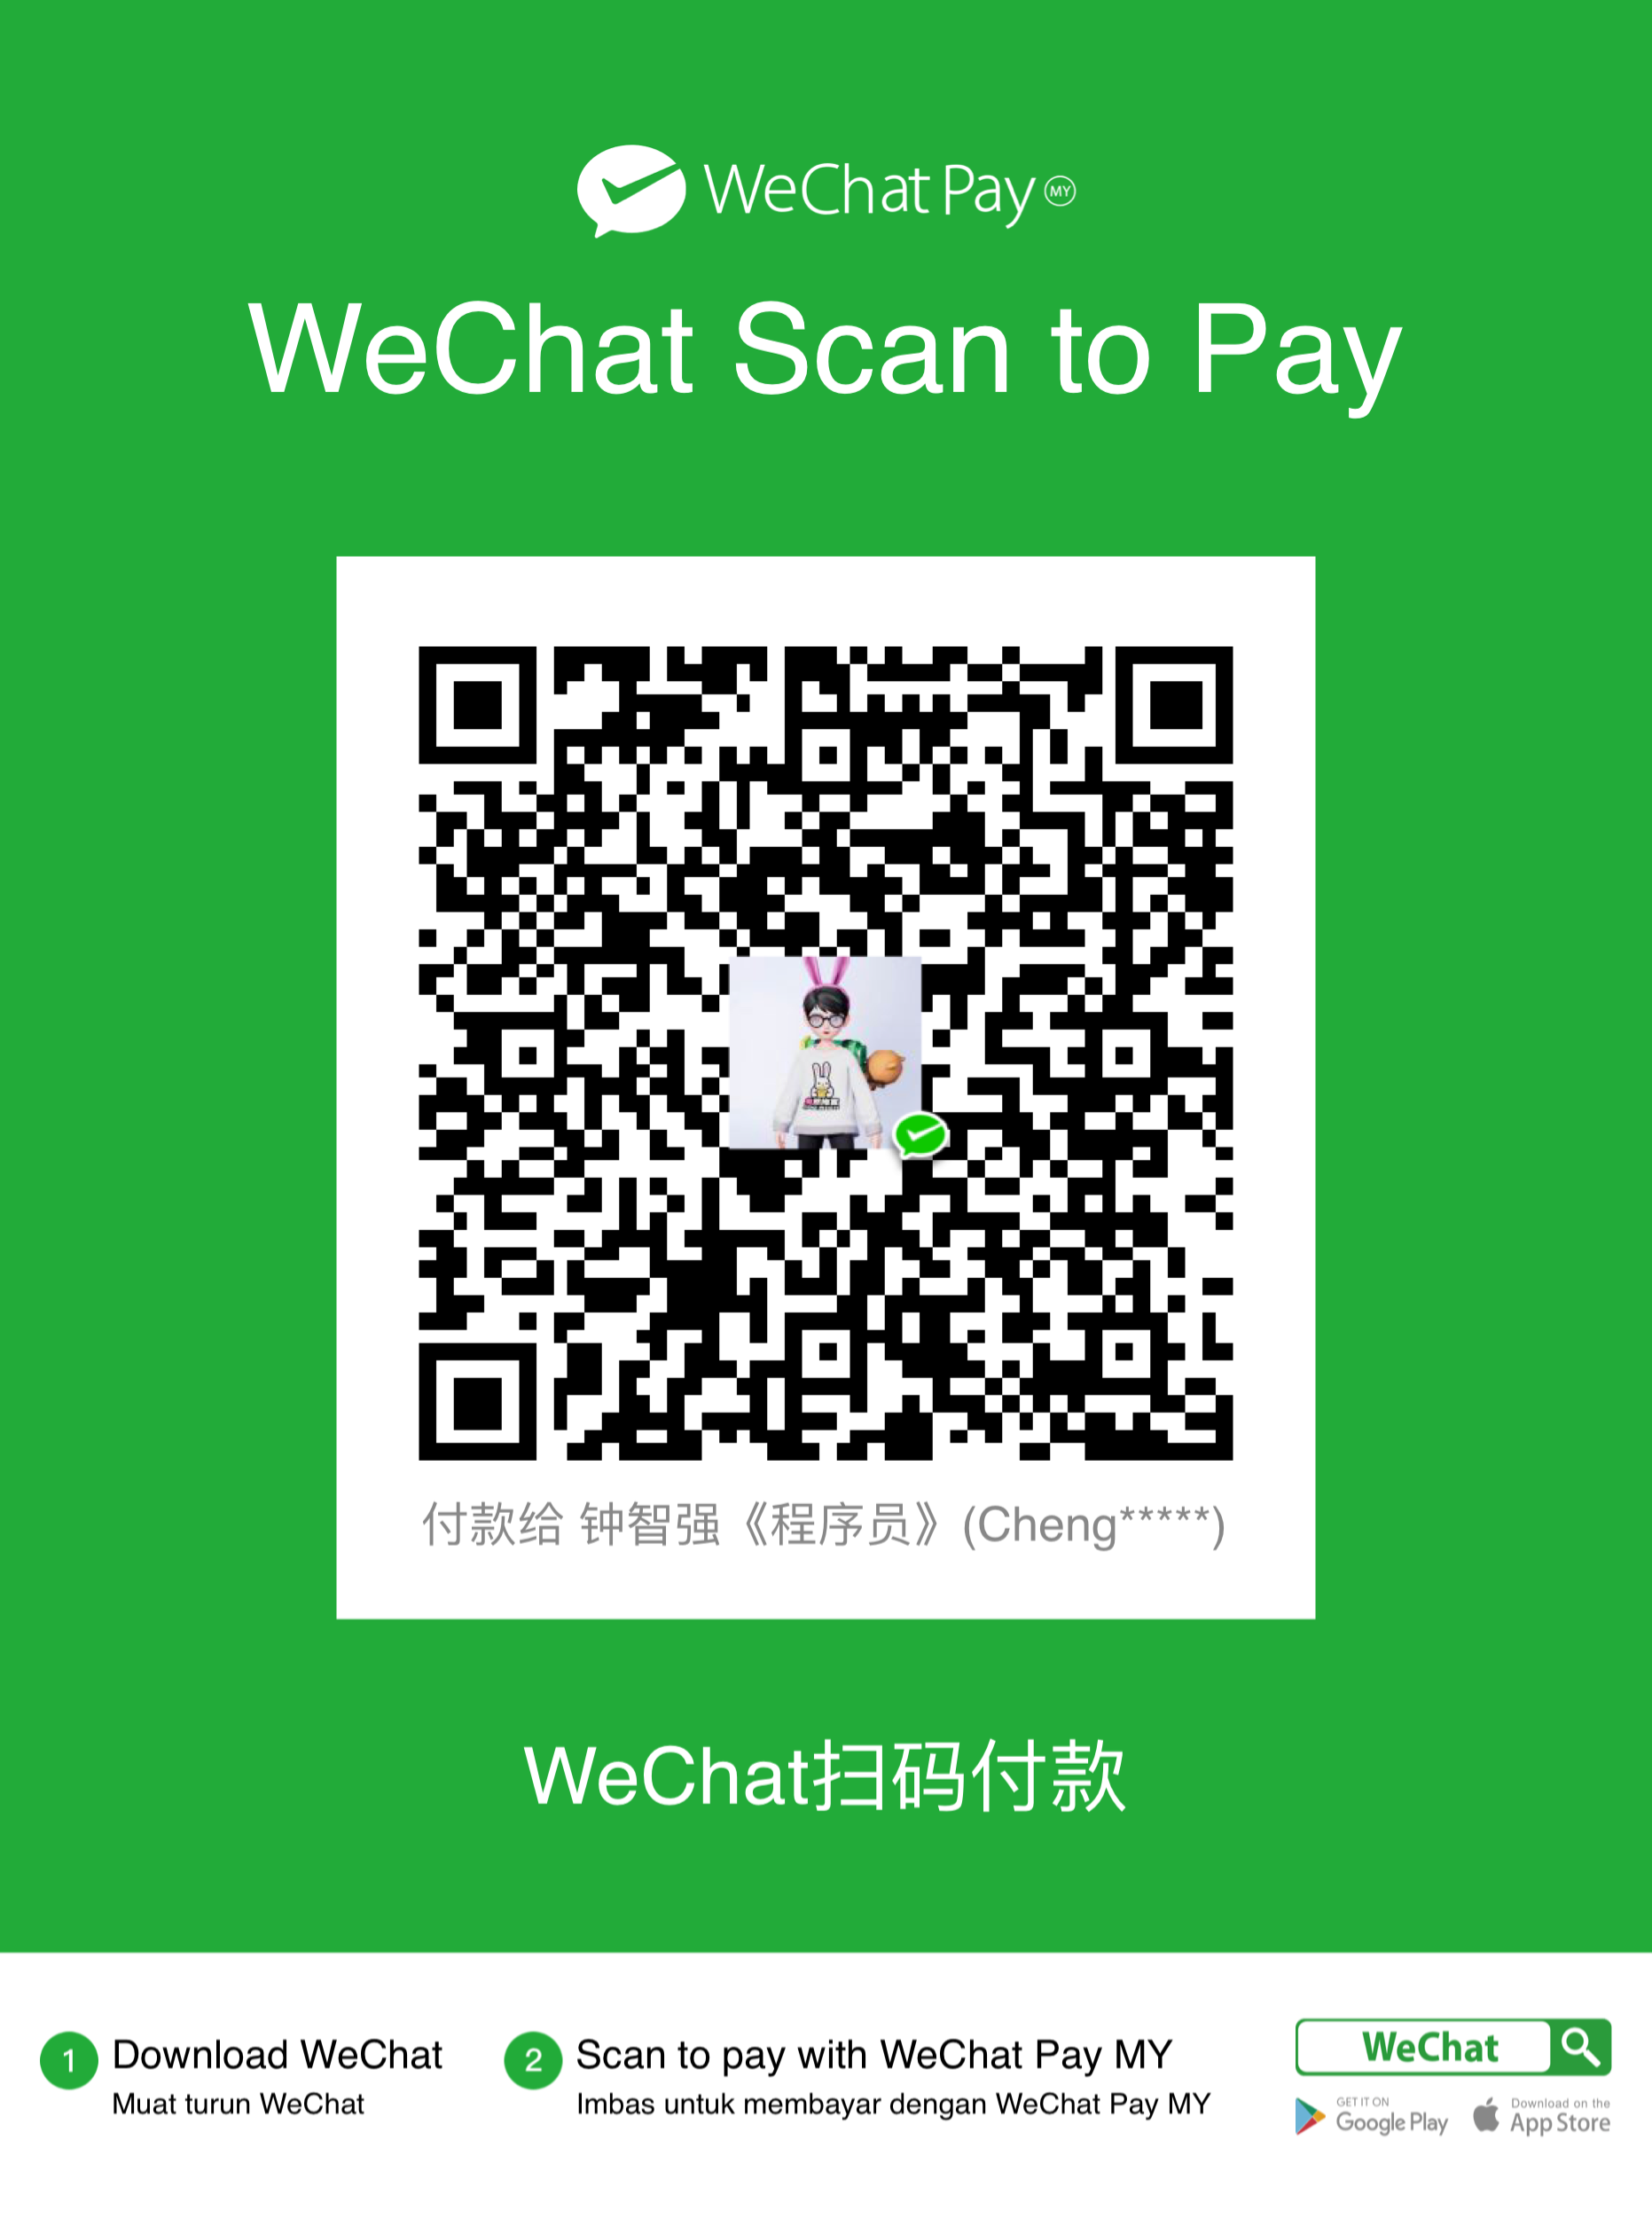 WeChat Pay MY
WeChat Scan to Pay
付款给 钟智强《程序员》(Cheng*****)
WeChat扫码付款
1 Download WeChat
Muat turun WeChat
2 Scan to pay with WeChat Pay MY
Imbas untuk membayar dengan WeChat Pay MY
WeChat
GET IT ON
Google Play
Download on the
App Store